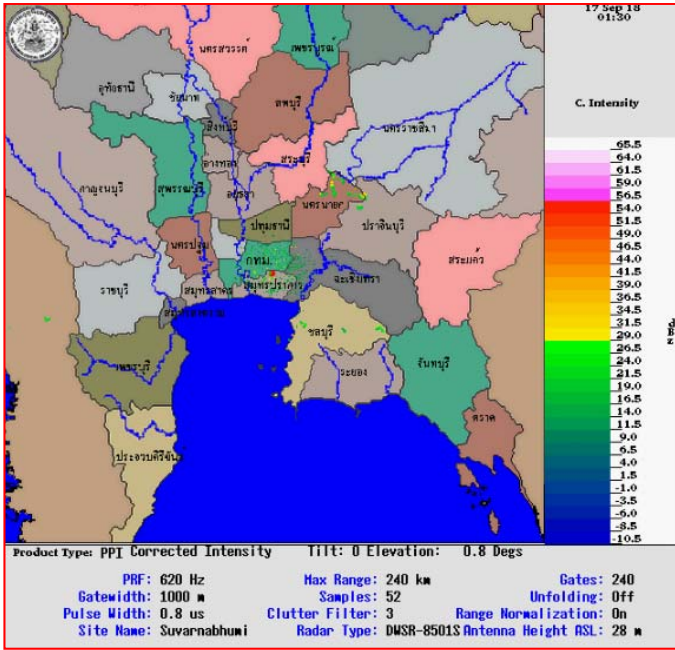 17 Sep 18
01:30
C. Intensity
นครสวรรค์
เพชรบูรณ์
อุทัยธานี
ชัยนาท
ลพบุรี
สิงห์บุรี
นครราชสีมา
อ่างทอง
สระบุรี
กาญจนบุรี
สุพรรณบุรี
อยุธยา
นครนายก
ปราจีนบุรี
ปทุมธานี
นครปฐม
กทม.
สระแก้ว
ราชบุรี
สมุทรสาคร
สมุทรปราการ
ฉะเชิงเทรา
สมุทรสงคราม
ชลบุรี
เพชรบุรี
ระยอง
จันทบุรี
ตราด
ประจวบคีรีขันธ์
65.5
64.0
61.5
59.0
56.5
54.0
51.5
49.0
46.5
44.0
41.5
39.0
36.5
34.0
31.5
29.0
26.5
24.0
21.5
19.0
16.5
14.0
11.5
9.0
6.5
4.0
1.5
-1.0
-3.5
-6.0
-8.5
-10.5
Product Type: PPI Corrected Intensity Tilt: 0 Elevation: 0.8 Degs
PRF: 620 Hz Max Range: 240 km Gates: 240
Gatewidth: 1000 m Samples: 52 Unfolding: Off
Pulse Width: 0.8 us Clutter Filter: 3 Range Normalization: On
Site Name: Suvarnabhumi Radar Type: DWSR-8501S Antenna Height ASL: 28 m